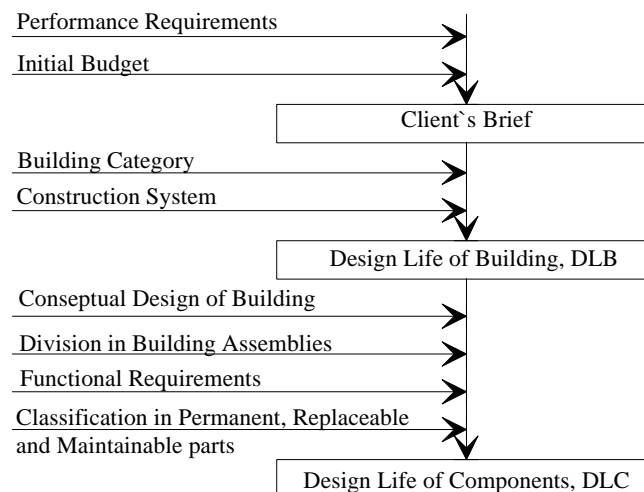 Performance Requirements
Initial Budget
Client`s Brief
Building Category
Construction System
Design Life of Building, DLB
Conseptual Design of Building
Division in Building Assemblies
Functional Requirements
Classification in Permanent, Replaceable
and Maintainable parts
Design Life of Components, DLC